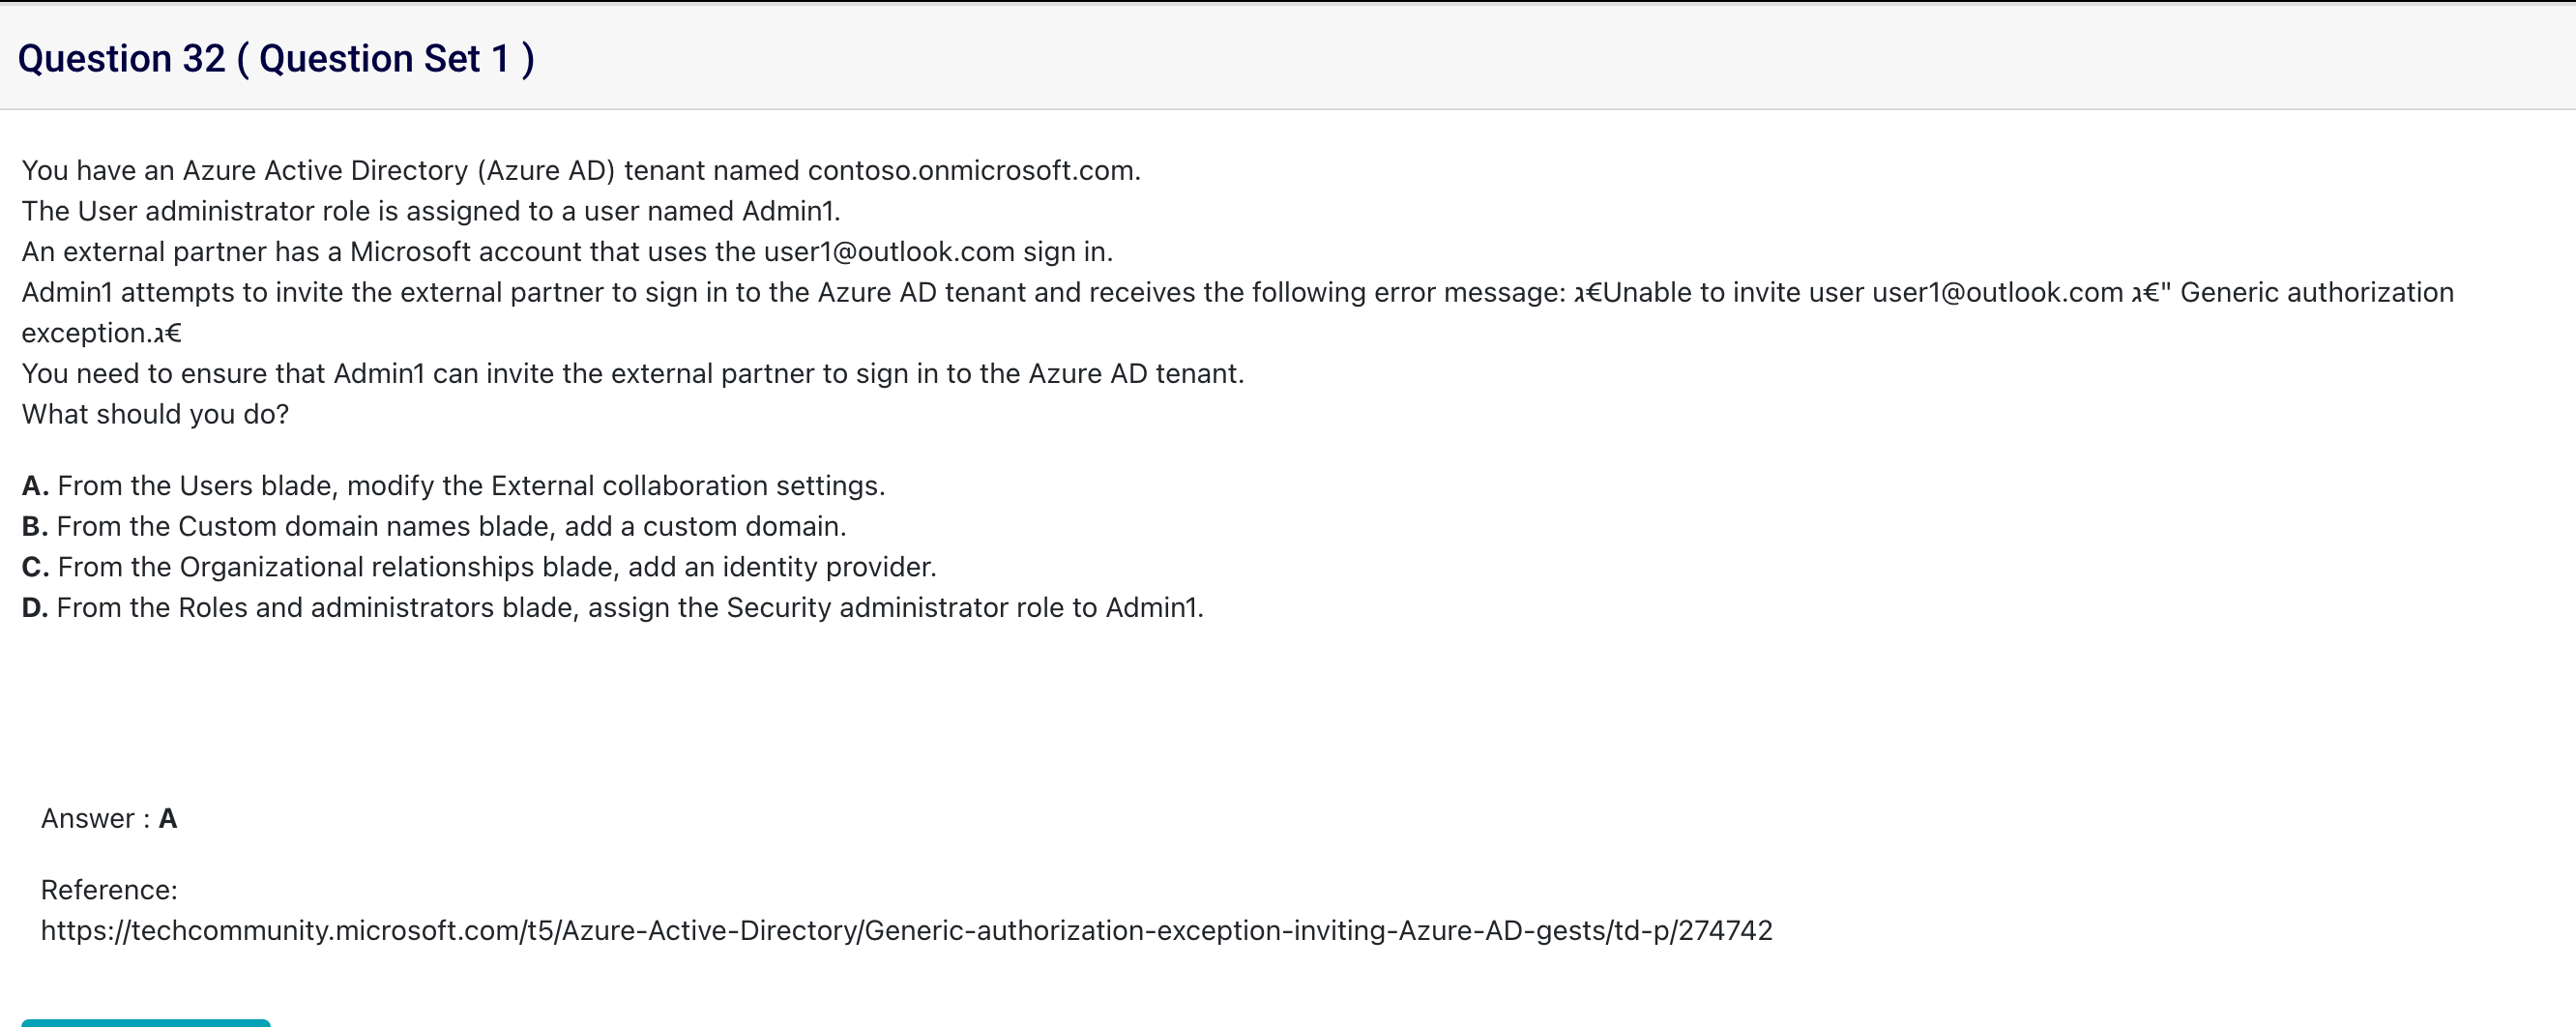 Question 32 ( Question Set 1 )
You have an Azure Active Directory (Azure AD) tenant named contoso.onmicrosoft.com.
The User administrator role is assigned to a user named Admin1.
An external partner has a Microsoft account that uses the user1@outlook.com sign in.
Admin1 attempts to invite the external partner to sign in to the Azure AD tenant and receives the following error message: ג€Unable to invite user user1@outlook.com ג€" Generic authorization
exception.ג€
You need to ensure that Admin1 can invite the external partner to sign in to the Azure AD tenant.
What should you do?
A. From the Users blade, modify the External collaboration settings.
B. From the Custom domain names blade, add a custom domain.
C. From the Organizational relationships blade, add an identity provider.
D. From the Roles and administrators blade, assign the Security administrator role to Admin1.
Answer : A
Reference:
https://techcommunity.microsoft.com/t5/Azure-Active-Directory/Generic-authorization-exception-inviting-Azure-AD-gests/td-p/274742